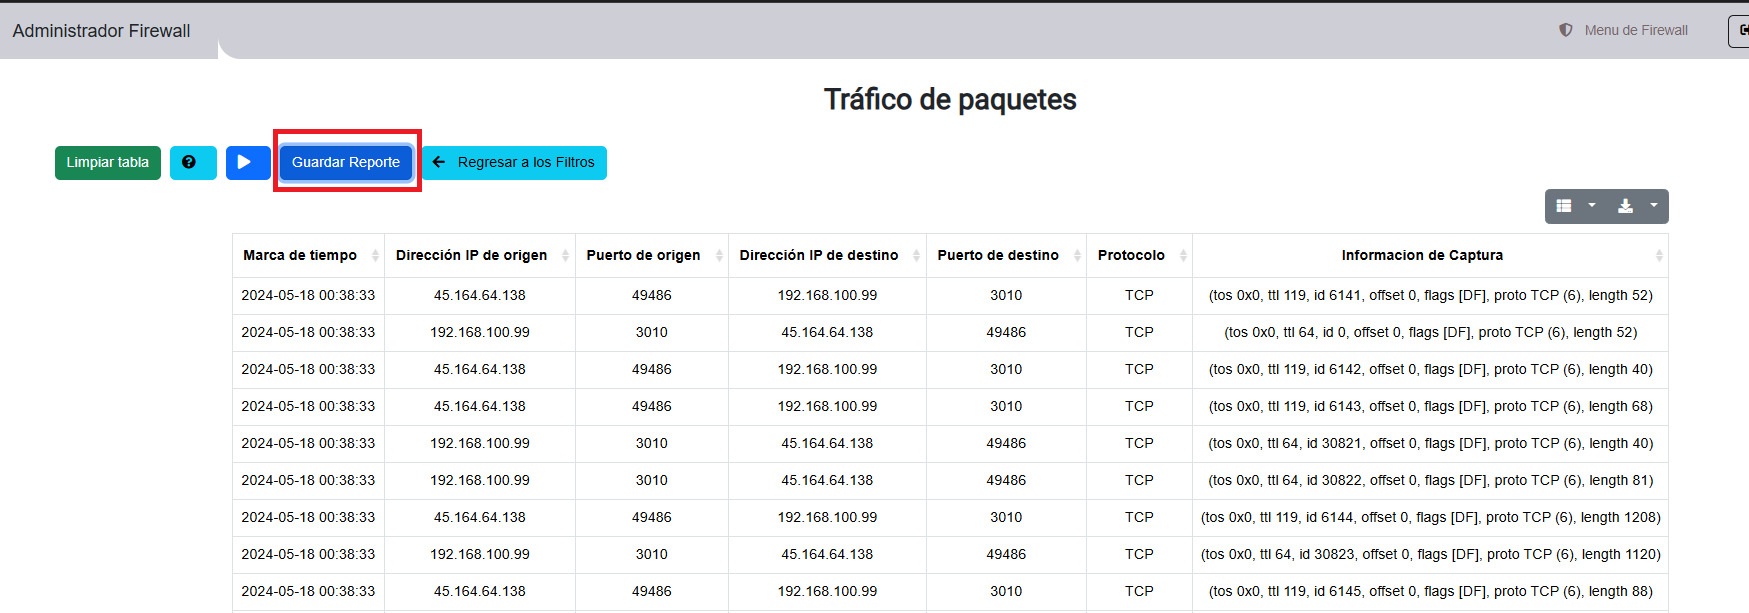 Administrador Firewall
Menu de Firewall
Tráfico de paquetes
Limpiar tabla
Guardar Reporte
Regresar a los Filtros
Marca de tiempo Dirección IP de origen Puerto de origen Dirección IP de destino Puerto de destino Protocolo Informacion de Captura
2024-05-18 00:38:33 45.164.64.138 49486 192.168.100.99 3010 TCP (tos 0x0, ttl 119, id 6141, offset 0, flags [DF], proto TCP (6), length 52)
2024-05-18 00:38:33 192.168.100.99 3010 45.164.64.138 49486 TCP (tos 0x0, ttl 64, id 0, offset 0, flags [DF], proto TCP (6), length 52)
2024-05-18 00:38:33 45.164.64.138 49486 192.168.100.99 3010 TCP (tos 0x0, ttl 119, id 6142, offset 0, flags [DF], proto TCP (6), length 40)
2024-05-18 00:38:33 45.164.64.138 49486 192.168.100.99 3010 TCP (tos 0x0, ttl 119, id 6143, offset 0, flags [DF], proto TCP (6), length 68)
2024-05-18 00:38:33 192.168.100.99 3010 45.164.64.138 49486 TCP (tos 0x0, ttl 64, id 30821, offset 0, flags [DF], proto TCP (6), length 40)
2024-05-18 00:38:33 192.168.100.99 3010 45.164.64.138 49486 TCP (tos 0x0, ttl 64, id 30822, offset 0, flags [DF], proto TCP (6), length 81)
2024-05-18 00:38:33 45.164.64.138 49486 192.168.100.99 3010 TCP (tos 0x0, ttl 119, id 6144, offset 0, flags [DF], proto TCP (6), length 1208)
2024-05-18 00:38:33 192.168.100.99 3010 45.164.64.138 49486 TCP (tos 0x0, ttl 64, id 30823, offset 0, flags [DF], proto TCP (6), length 1120)
2024-05-18 00:38:33 45.164.64.138 49486 192.168.100.99 3010 TCP (tos 0x0, ttl 119, id 6145, offset 0, flags [DF], proto TCP (6), length 88)